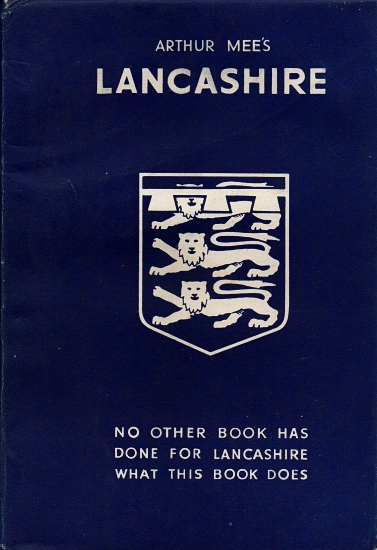 ARTHUR MEE'S
LANCASHIRE
NO OTHER BOOK HAS
DONE FOR LANCASHIRE
WHAT THIS BOOK DOES